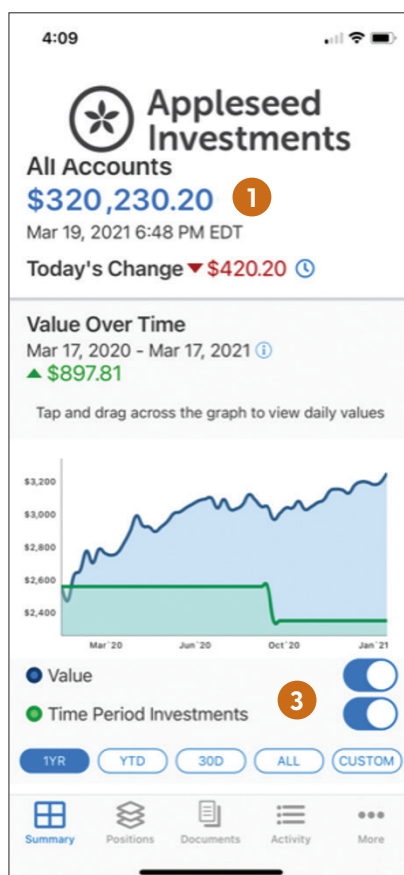 4:09
Appleseed
Investments
All Accounts
$320,230.20 1
Mar 19, 2021 6:48 PM EDT
Today's Change ▼ $420.20
Value Over Time
Mar 17, 2020 - Mar 17, 2021
▲ $897.81
Tap and drag across the graph to view daily values
$3,200
$3,000
$2,800
$2,600
$2,400
Mar`20 Jun`20 Oct`20 Jan`21
Value
Time Period Investments 3
1YR YTD 30D ALL CUSTOM
Summary Positions Documents Activity More